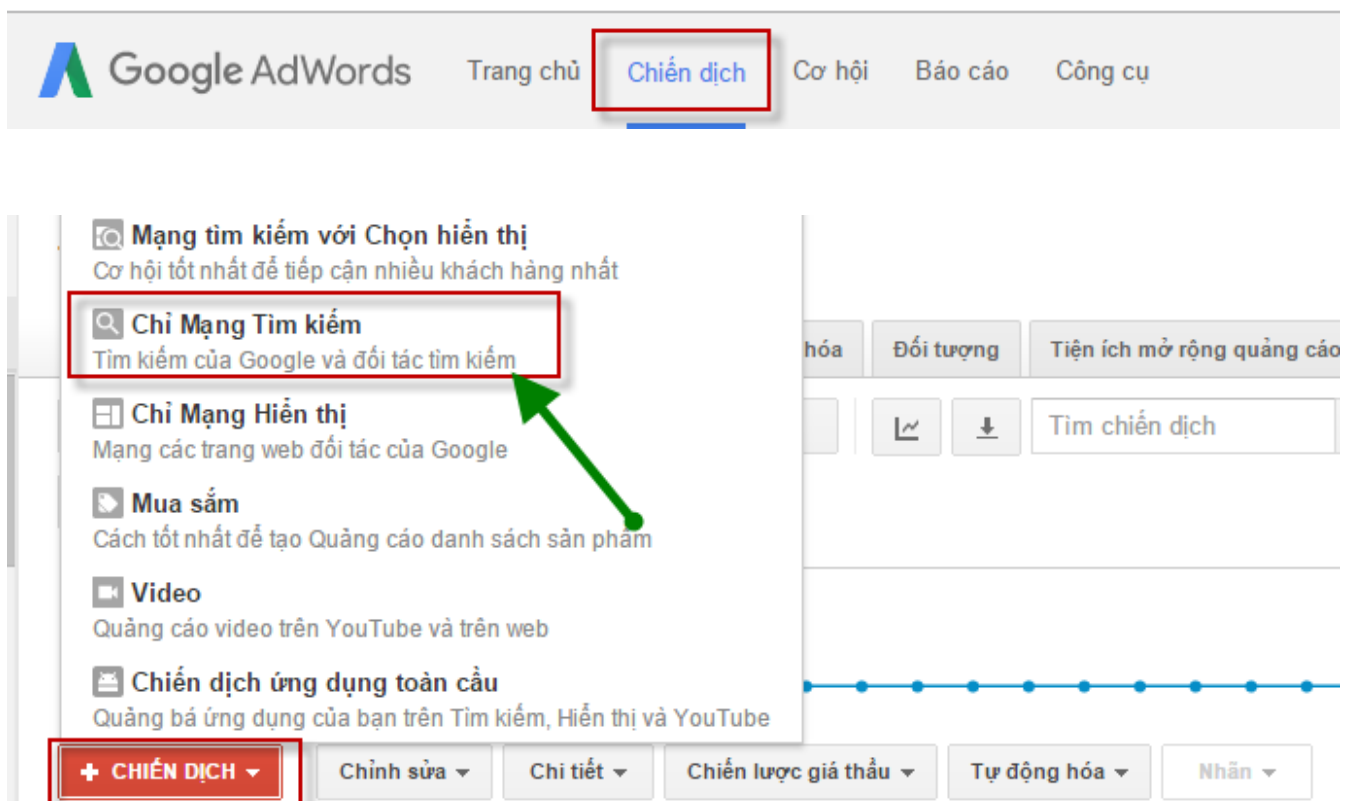 Google AdWords Trang chủ Chiến dịch Cơ hội Báo cáo Công cụ
Mạng tìm kiếm với Chọn hiển thị
Cơ hội tốt nhất để tiếp cận nhiều khách hàng nhất
Chỉ Mạng Tìm kiếm
Tìm kiếm của Google và đối tác tìm kiếm
hóa Đối tượng Tiện ích mở rộng quảng cáo
Chỉ Mạng Hiển thị
Mạng các trang web đối tác của Google
Tìm chiến dịch
Mua sắm
Cách tốt nhất để tạo Quảng cáo danh sách sản phẩm
Video
Quảng cáo video trên YouTube và trên web
Chiến dịch ứng dụng toàn cầu
Quảng bá ứng dụng của bạn trên Tìm kiếm, Hiển thị và YouTube
+ CHIẾN DỊCH Chỉnh sửa Chi tiết Chiến lược giá thầu Tự động hóa Nhãn